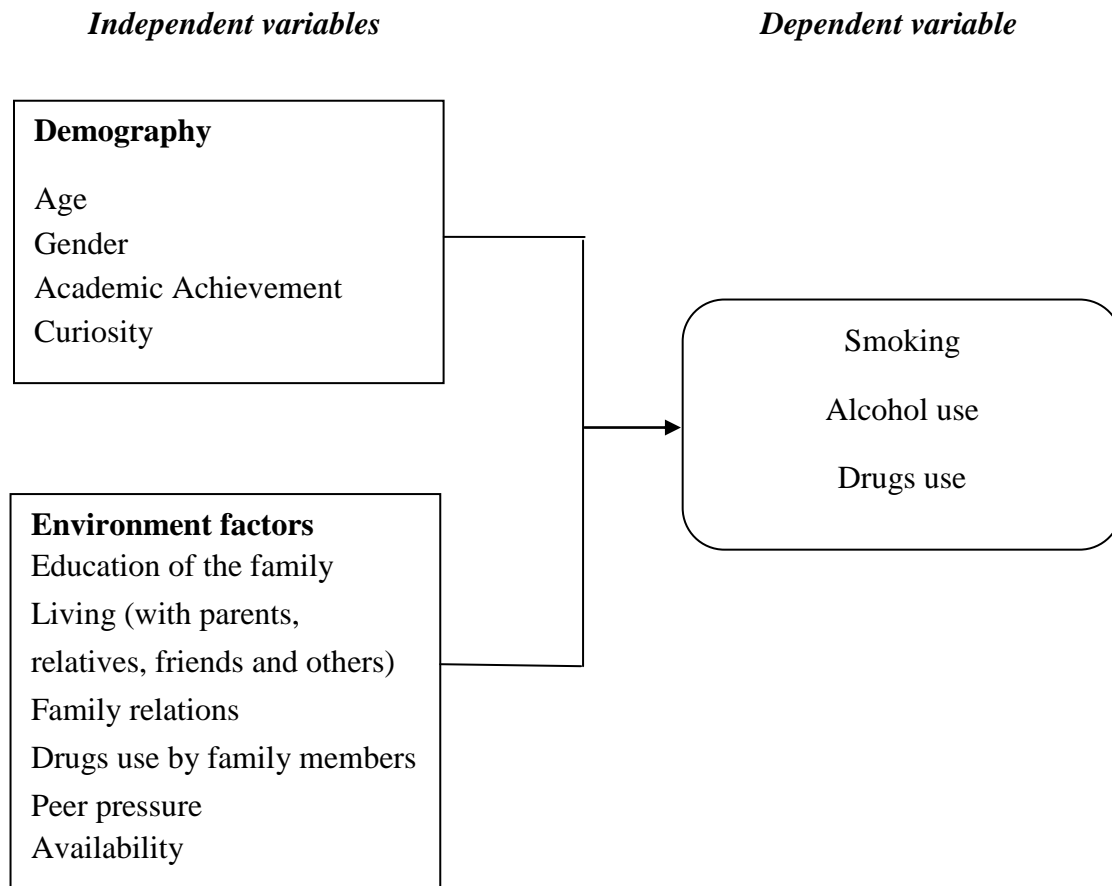 Independent variables
Dependent variable
Demography
Age
Gender
Academic Achievement
Curiosity
Smoking
Alcohol use
Drugs use
Environment factors
Education of the family
Living (with parents,
relatives, friends and others)
Family relations
Drugs use by family members
Peer pressure
Availability